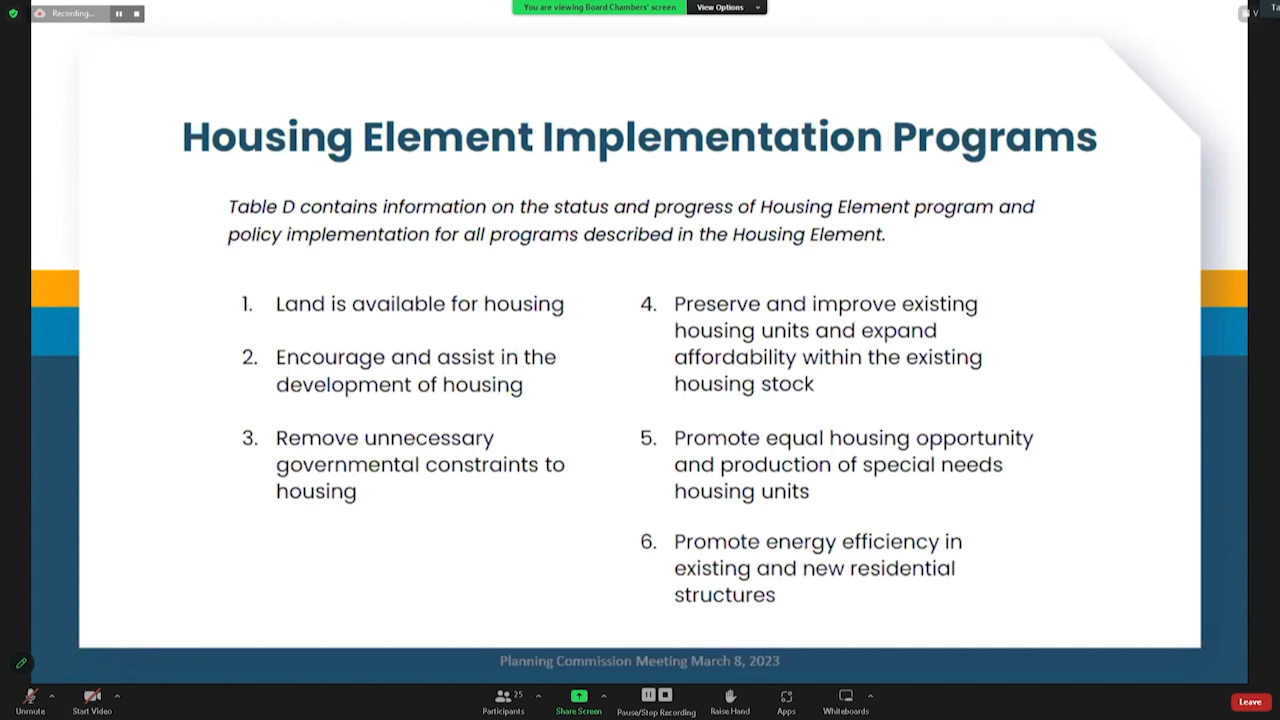 Recording...
You are viewing Board Chambers' screen
View Options
V
Ta
Housing Element Implementation Programs
Table D contains information on the status and progress of Housing Element program and
policy implementation for all programs described in the Housing Element.
1. Land is available for housing
2. Encourage and assist in the
development of housing
3. Remove unnecessary
governmental constraints to
housing
4. Preserve and improve existing
housing units and expand
affordability within the existing
housing stock
5. Promote equal housing opportunity
and production of special needs
housing units
6. Promote energy efficiency in
existing and new residential
structures
Planning Commission Meeting March 8, 2023
Unmute
Start Video
25
Participants
Share Screen
Pause/Stop Recording
Raise Hand
Apps
Whiteboards
Leave